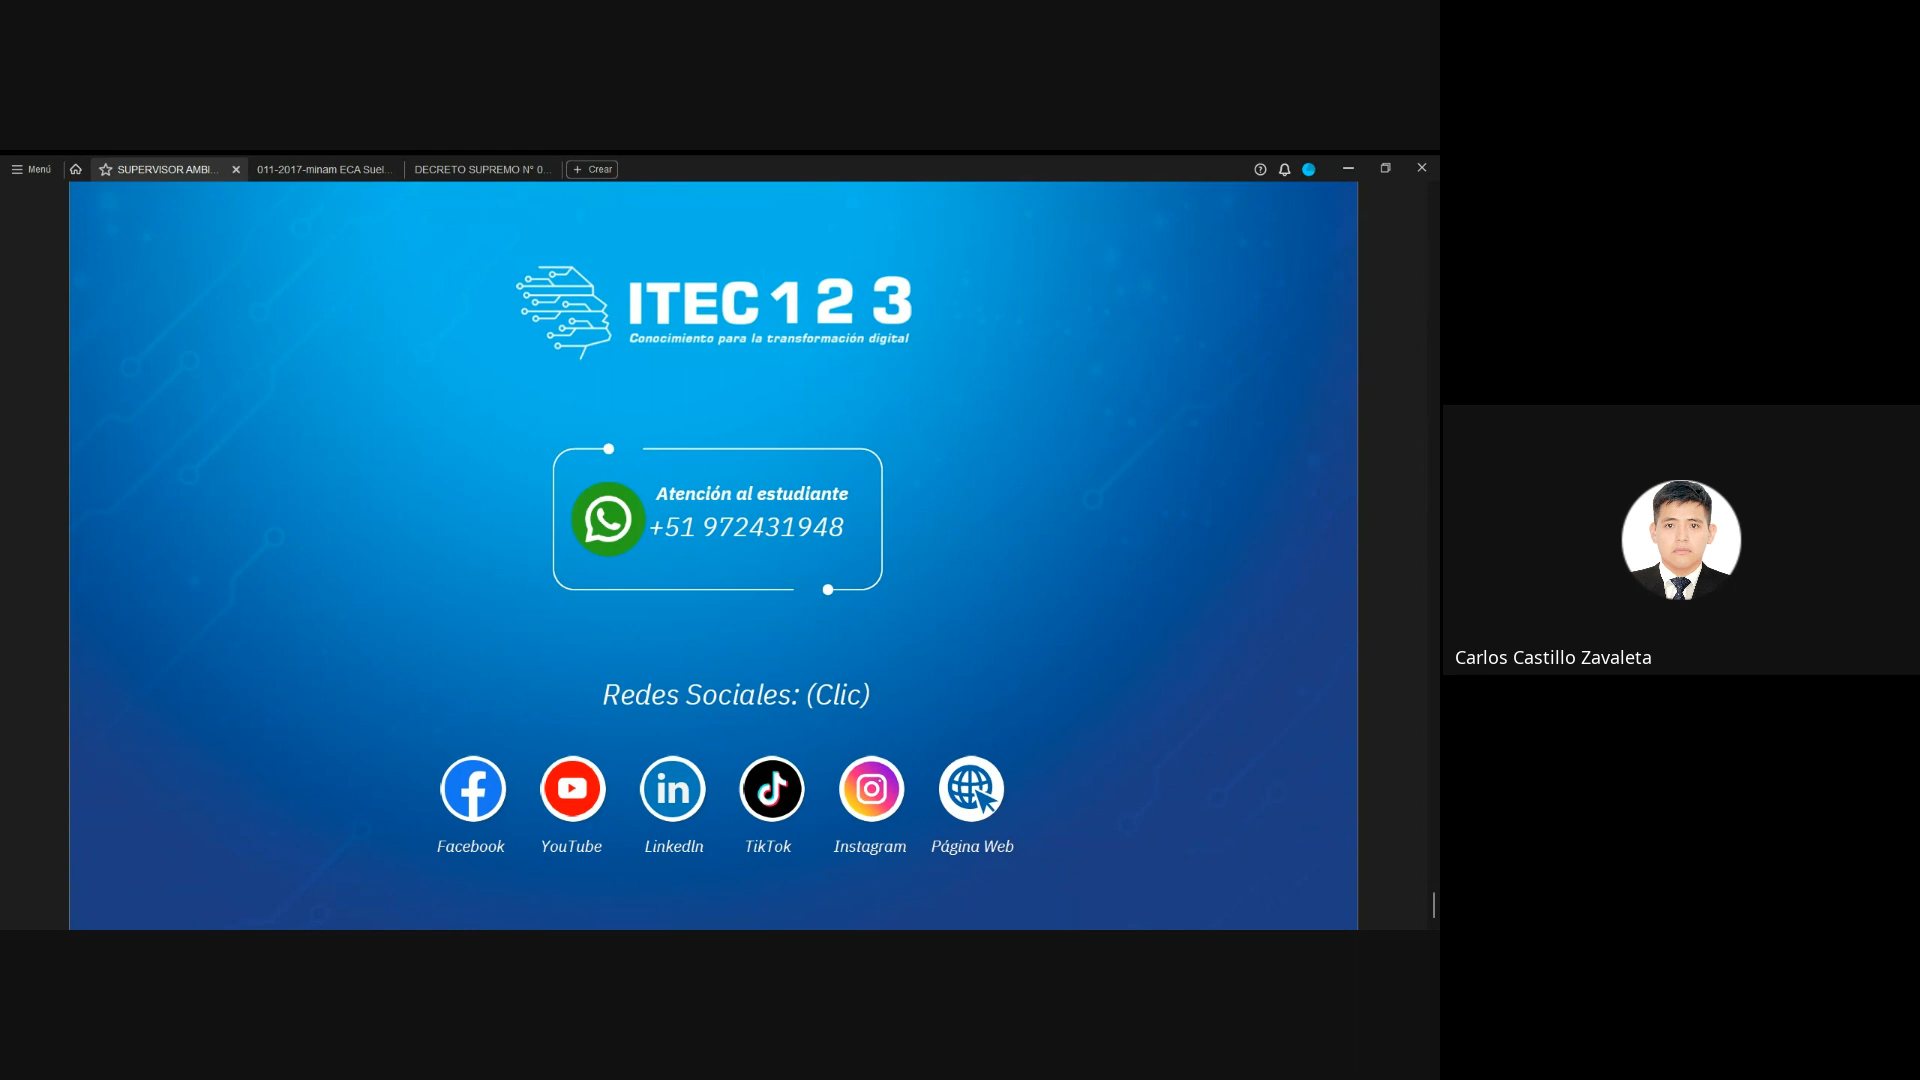 Menú
SUPERVISOR AMBI...
011-2017-minam ECA Suel...
DECRETO SUPREMO N° 0...
+ Crear
ITEC 1 2 3
Conocimiento para la transformación digital
Atención al estudiante
+51 972431948
Redes Sociales: (Clic)
Facebook
YouTube
LinkedIn
TikTok
Instagram
Página Web
Carlos Castillo Zavaleta